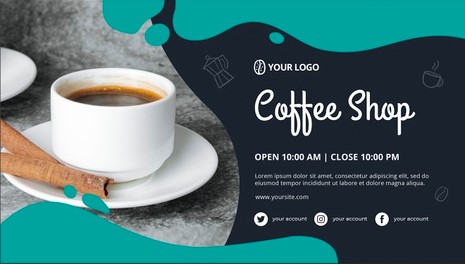 YOUR LOGO
Coffee Shop
OPEN 10:00 AM | CLOSE 10:00 PM
Lorem ipsum dolor sit amet, consectetur adipiscing elit, sed do
eiusmod tempor incididunt ut labore et dolore magna aliqua.
www.yoursite.com
your account your account your account